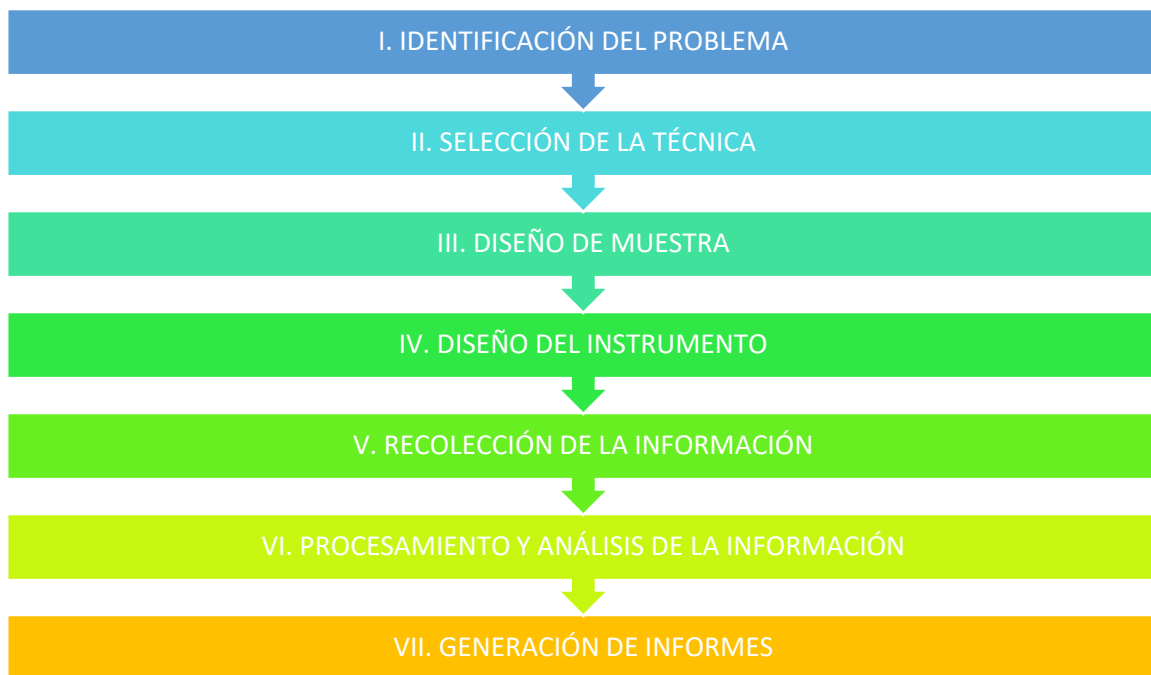 I. IDENTIFICACIÓN DEL PROBLEMA
II. SELECCIÓN DE LA TÉCNICA
III. DISEÑO DE MUESTRA
IV. DISEÑO DEL INSTRUMENTO
V. RECOLECCIÓN DE LA INFORMACIÓN
VI. PROCESAMIENTO Y ANÁLISIS DE LA INFORMACIÓN
VII. GENERACIÓN DE INFORMES